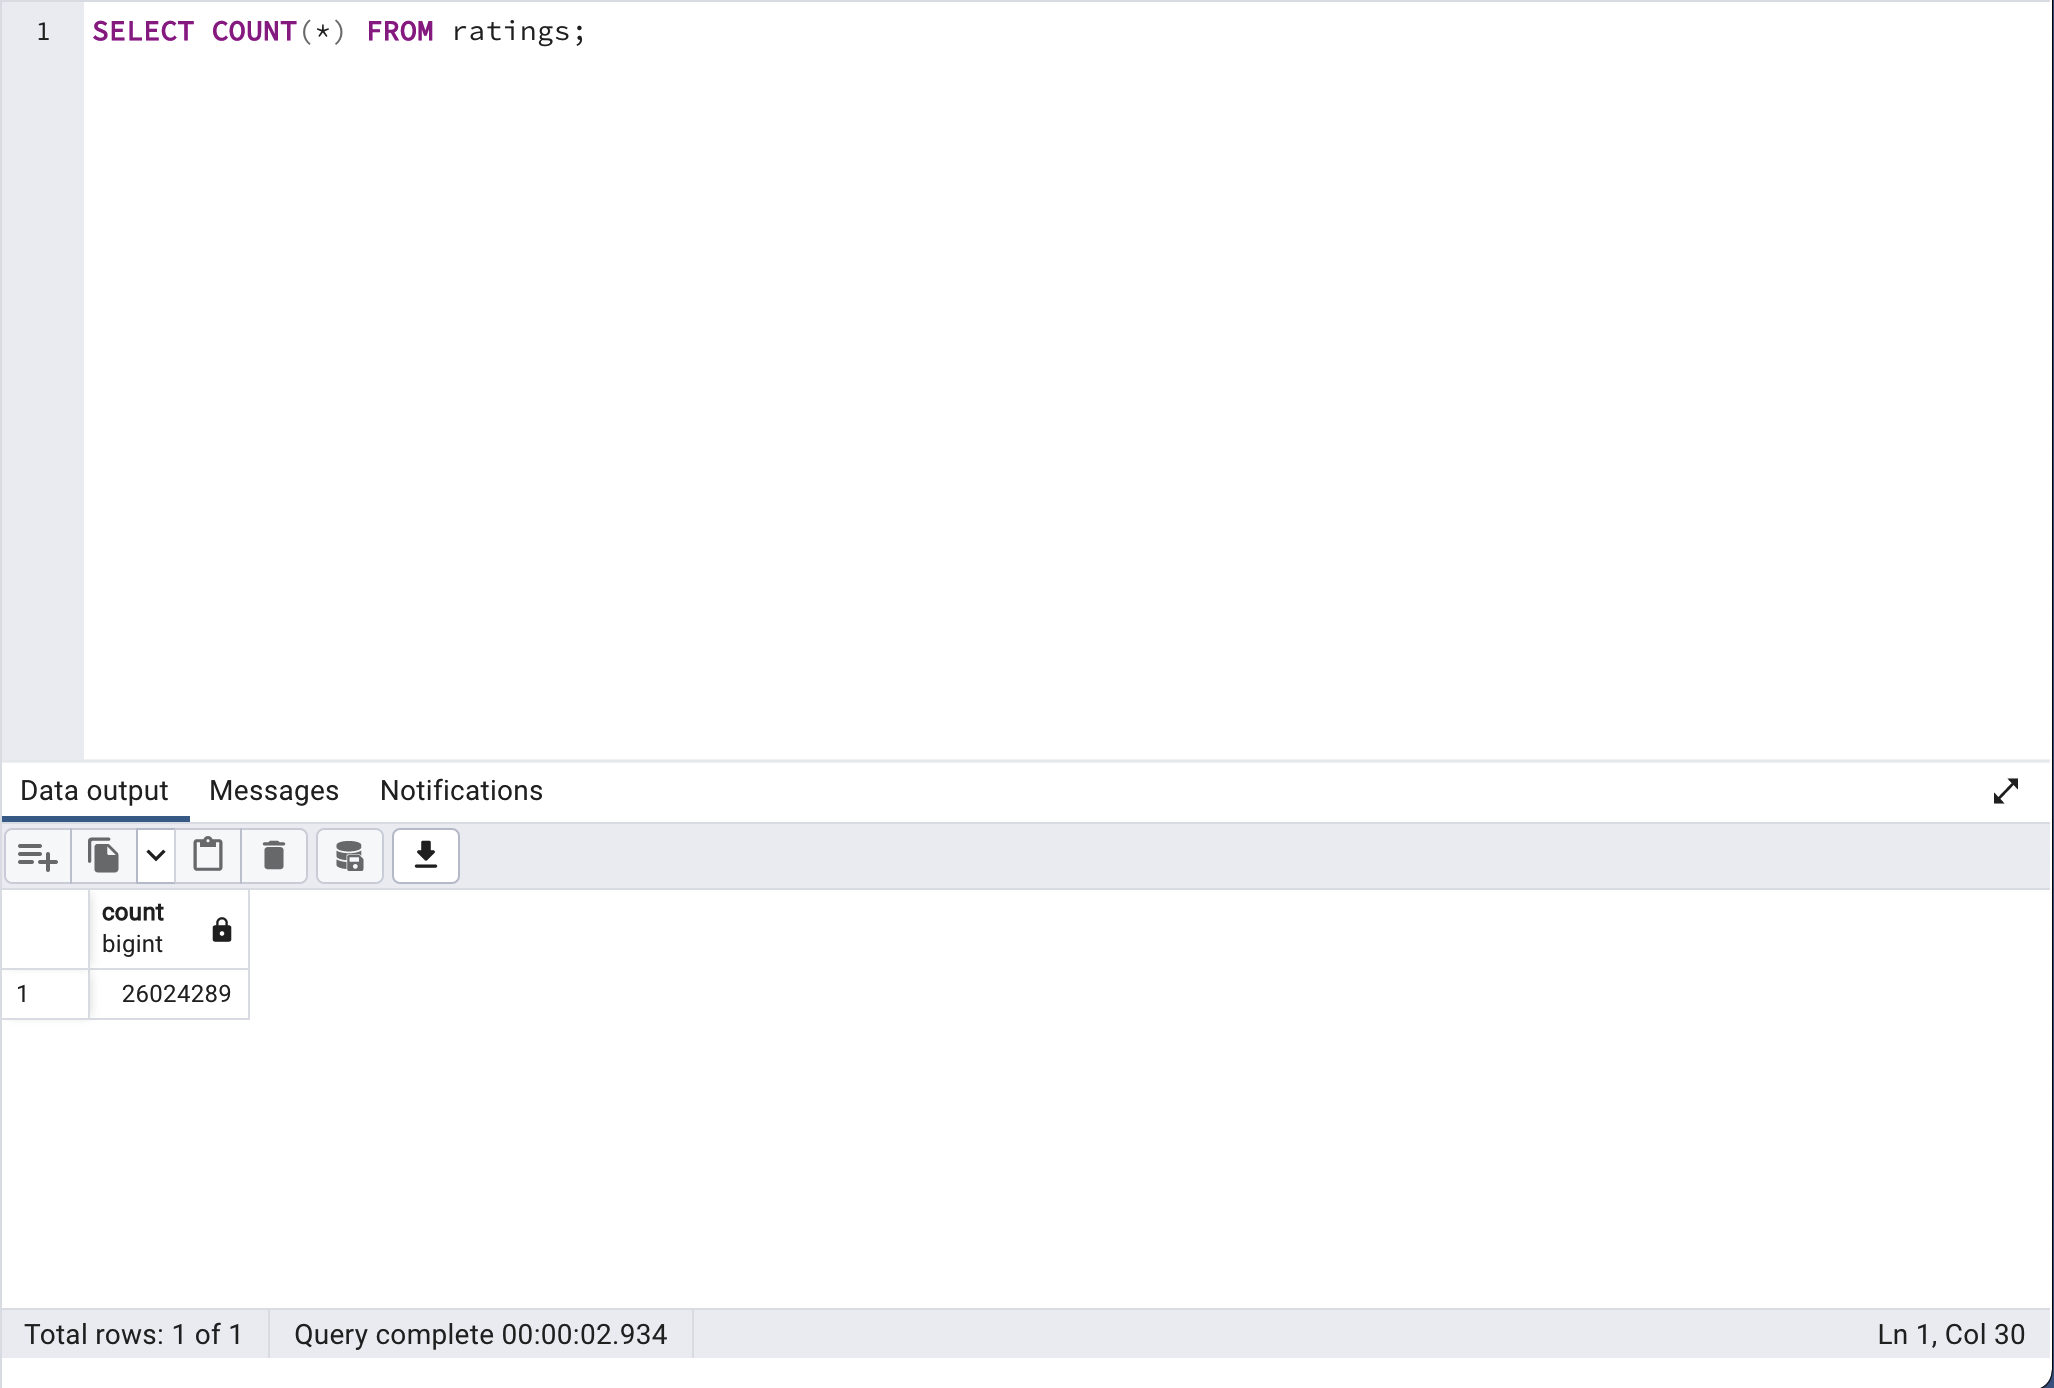 1 SELECT COUNT(*) FROM ratings;
Data output Messages Notifications
count
bigint
1 26024289
Total rows: 1 of 1 Query complete 00:00:02.934 Ln 1, Col 30